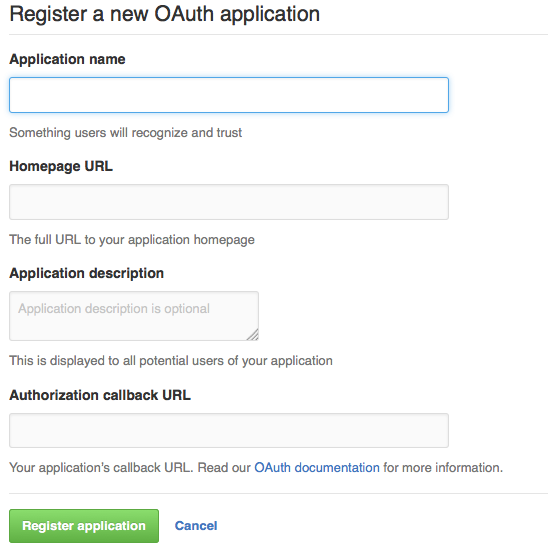 Register a new OAuth application
Application name
Something users will recognize and trust
Homepage URL
The full URL to your application homepage
Application description
Application description is optional
This is displayed to all potential users of your application
Authorization callback URL
Your application's callback URL. Read our OAuth documentation for more information.
Register application Cancel